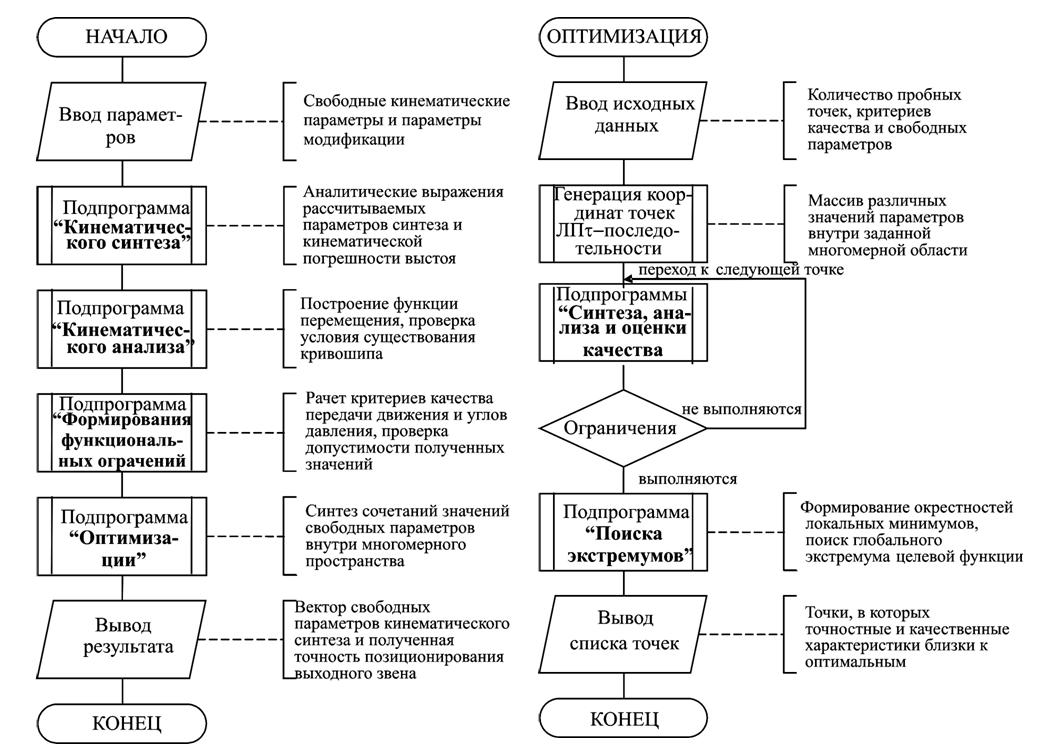 НАЧАЛО
Ввод парамет-
ров
Свободные кинематические
параметры и параметры
модификации
Подпрограмма
“Кинематичес-
кого синтеза”
Аналитические выражения
рассчитываемых
параметров синтеза и
кинематической
погрешности выстоя
Подпрограмма
“Кинематичес-
кого анализа”
Построение функции
перемещения, проверка
условия существования
кривошипа
Подпрограмма
“Формирования
функциональ-
ных ограчений
Рачет критериев качества
передачи движения и углов
давления, проверка
допустимости полученных
значений
Подпрограмма
“Оптимиза-
ции”
Синтез сочетаний значений
свободных параметров
внутри многомерного
пространства
Вывод
результата
Вектор свободных
параметров кинематического
синтеза и полученная
точность позиционирования
выходного звена
КОНЕЦ
ОПТИМИЗАЦИЯ
Ввод исходных
данных
Количество пробных
точек, критериев
качества и свободных
параметров
Генерация коор-
динат точек
ЛПτ–последо-
тельности
Массив различных
значений параметров
внутри заданной
многомерной области
переход к следующей точке
Подпрограммы
“Синтеза, ана-
лиза и оценки
качества
Ограничения
не выполняются
выполняются
Подпрограмма
“Поиска
экстремумов”
Формирование окрестностей
локальных минимумов,
поиск глобального
экстремума целевой функции
Вывод
списка точек
Точки, в которых
точностные и качественные
характеристики близки к
оптимальным
КОНЕЦ